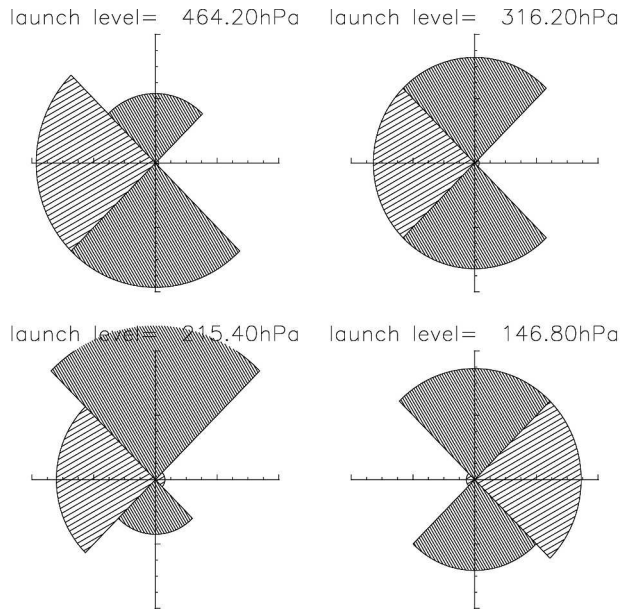 launch level= 464.20hPa
launch level= 316.20hPa
launch level= 215.40hPa
launch level= 146.80hPa